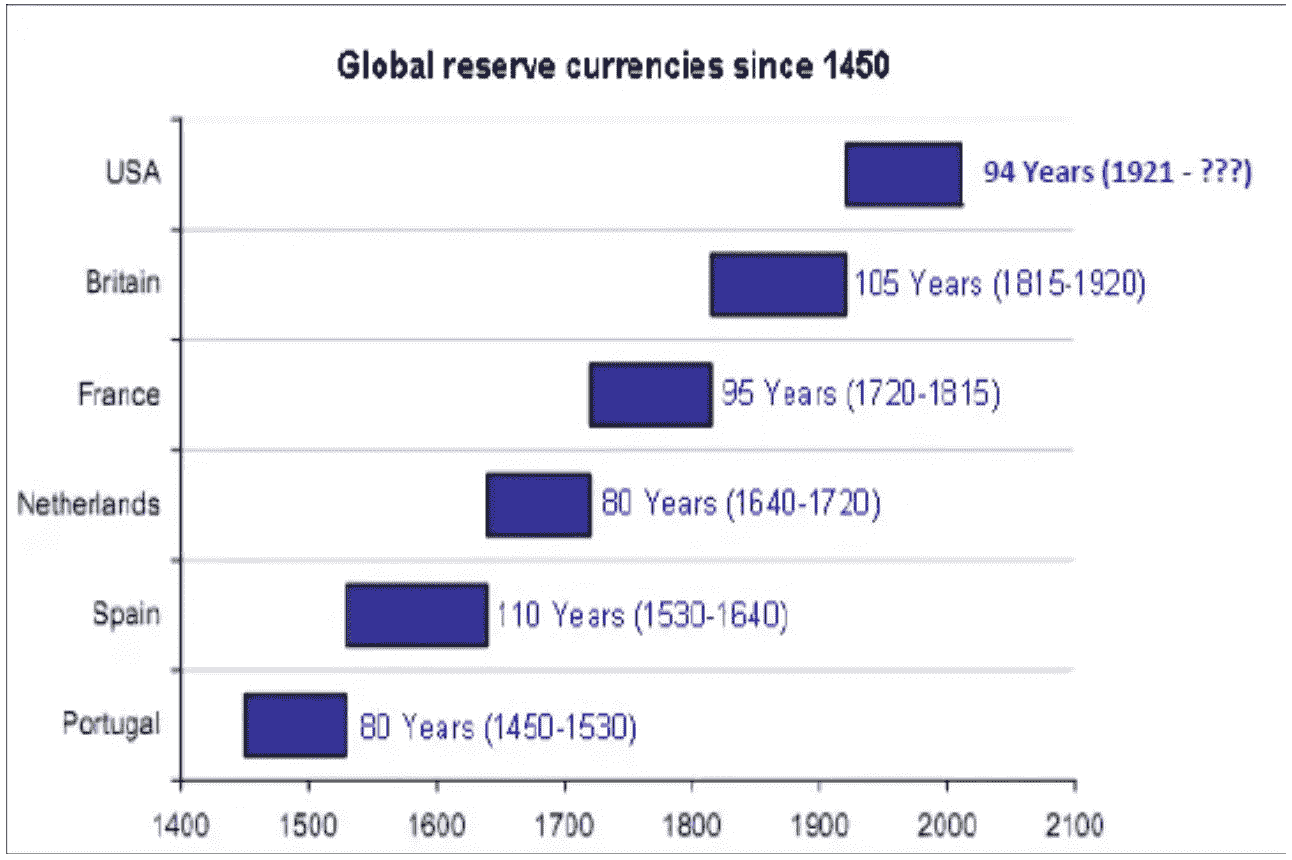 Global reserve currencies since 1450
USA
94 Years (1921 - ???)
Britain
105 Years (1815-1920)
France
95 Years (1720-1815)
Netherlands
80 Years (1640-1720)
Spain
110 Years (1530-1640)
Portugal
80 Years (1450-1530)
1400 1500 1600 1700 1800 1900 2000 2100